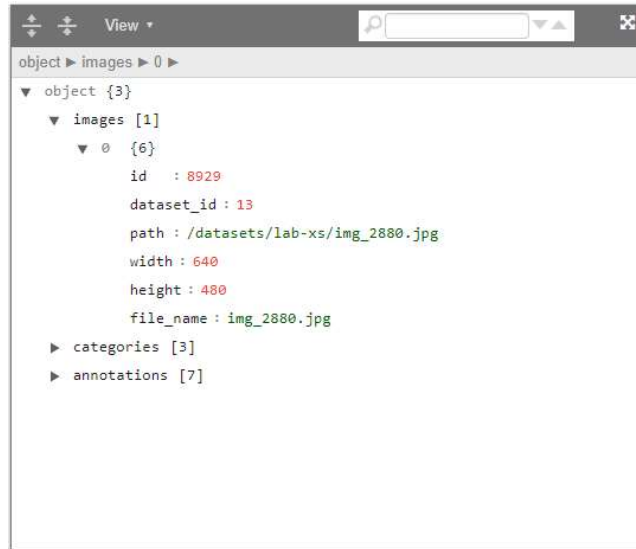 View ▾
object ► images ► 0 ►
▼ object {3}
▼ images [1]
▼ 0 {6}
id : 8929
dataset_id : 13
path : /datasets/lab-xs/img_2880.jpg
width : 640
height : 480
file_name : img_2880.jpg
► categories [3]
► annotations [7]